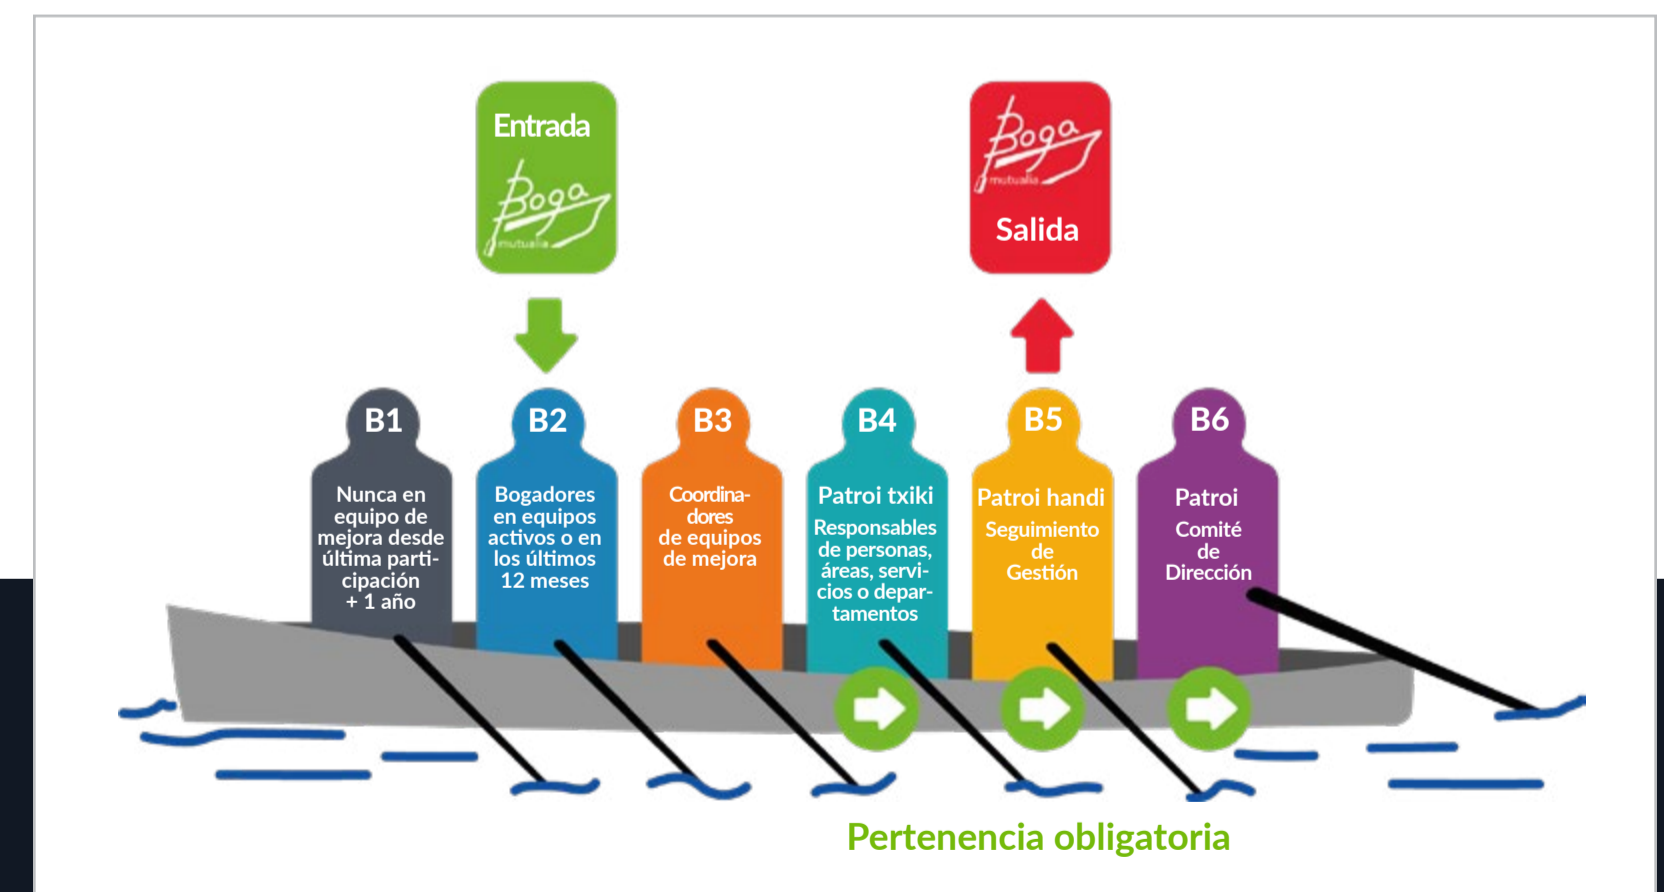 Entrada
Boga
mutualia
Boga
mutualia
Salida
B1
Nunca en
equipo de
mejora desde
última parti-
cipación
+ 1 año
B2
Bogadores
en equipos
activos o en
los últimos
12 meses
B3
Coordina-
dores
de equipos
de mejora
B4
Patroi txiki
Responsables
de personas,
áreas, servi-
cios o depar-
tamentos
B5
Patroi handi
Seguimiento
de
Gestión
B6
Patroi
Comité
de
Dirección
Pertenencia obligatoria